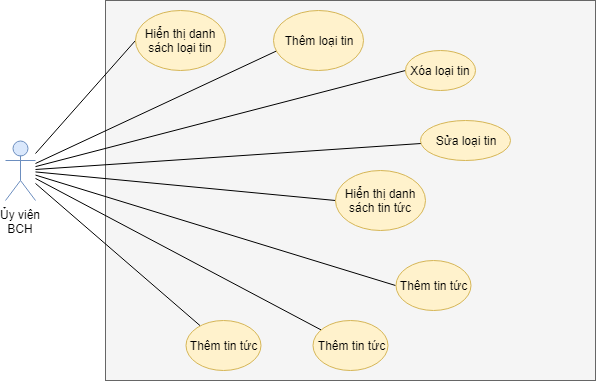 Hiển thị danh
sách loại tin
Thêm loại tin
Xóa loại tin
Sửa loại tin
Hiển thị danh
sách tin tức
Ủy viên
BCH
Thêm tin tức
Thêm tin tức
Thêm tin tức